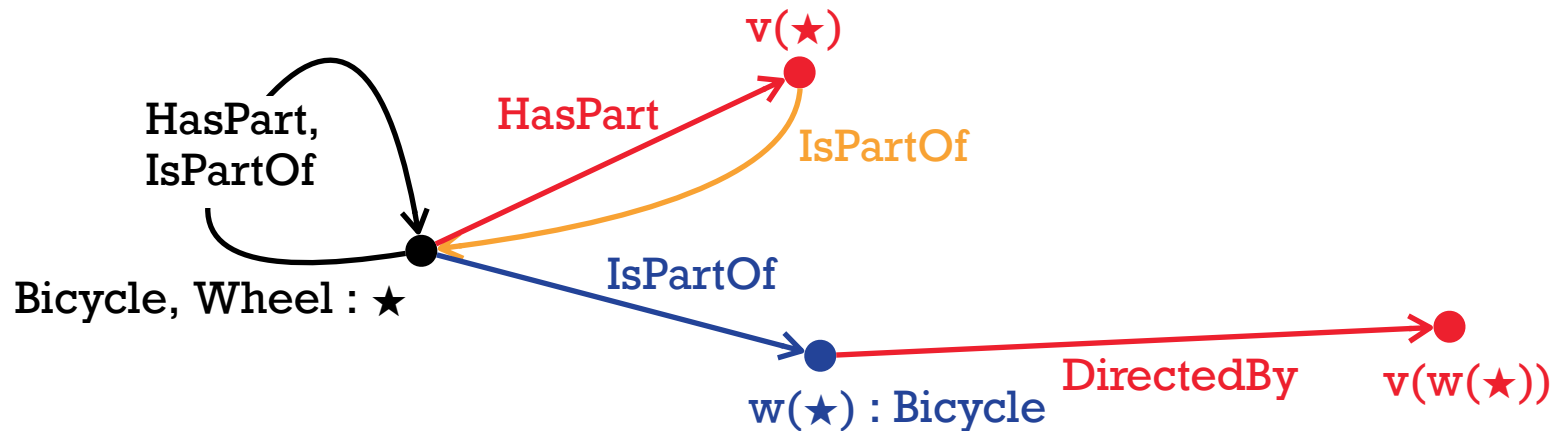 v(★)
HasPart,
IsPartOf
HasPart
IsPartOf
IsPartOf
Bicycle, Wheel : ★
DirectedBy
v(w(★))
w(★) : Bicycle